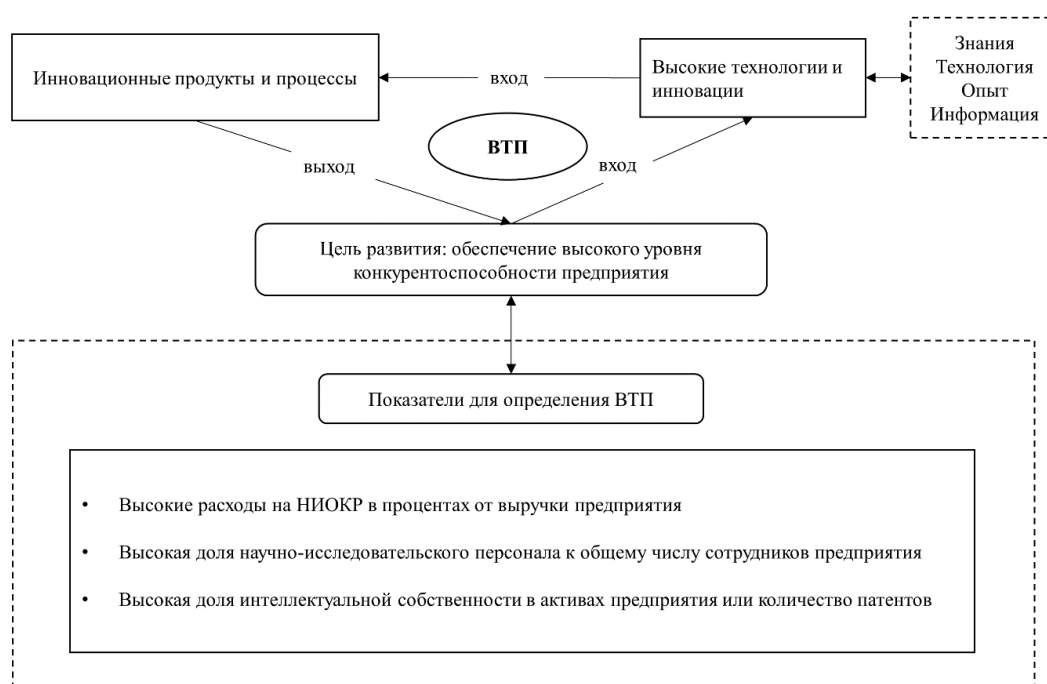 Инновационные продукты и процессы
вход
Высокие технологии и
инновации
Знания
Технология
Опыт
Информация
ВТП
выход
вход
Цель развития: обеспечение высокого уровня
конкурентоспособности предприятия
Показатели для определения ВТП
• Высокие расходы на НИОКР в процентах от выручки предприятия
• Высокая доля научно-исследовательского персонала к общему числу сотрудников предприятия
• Высокая доля интеллектуальной собственности в активах предприятия или количество патентов